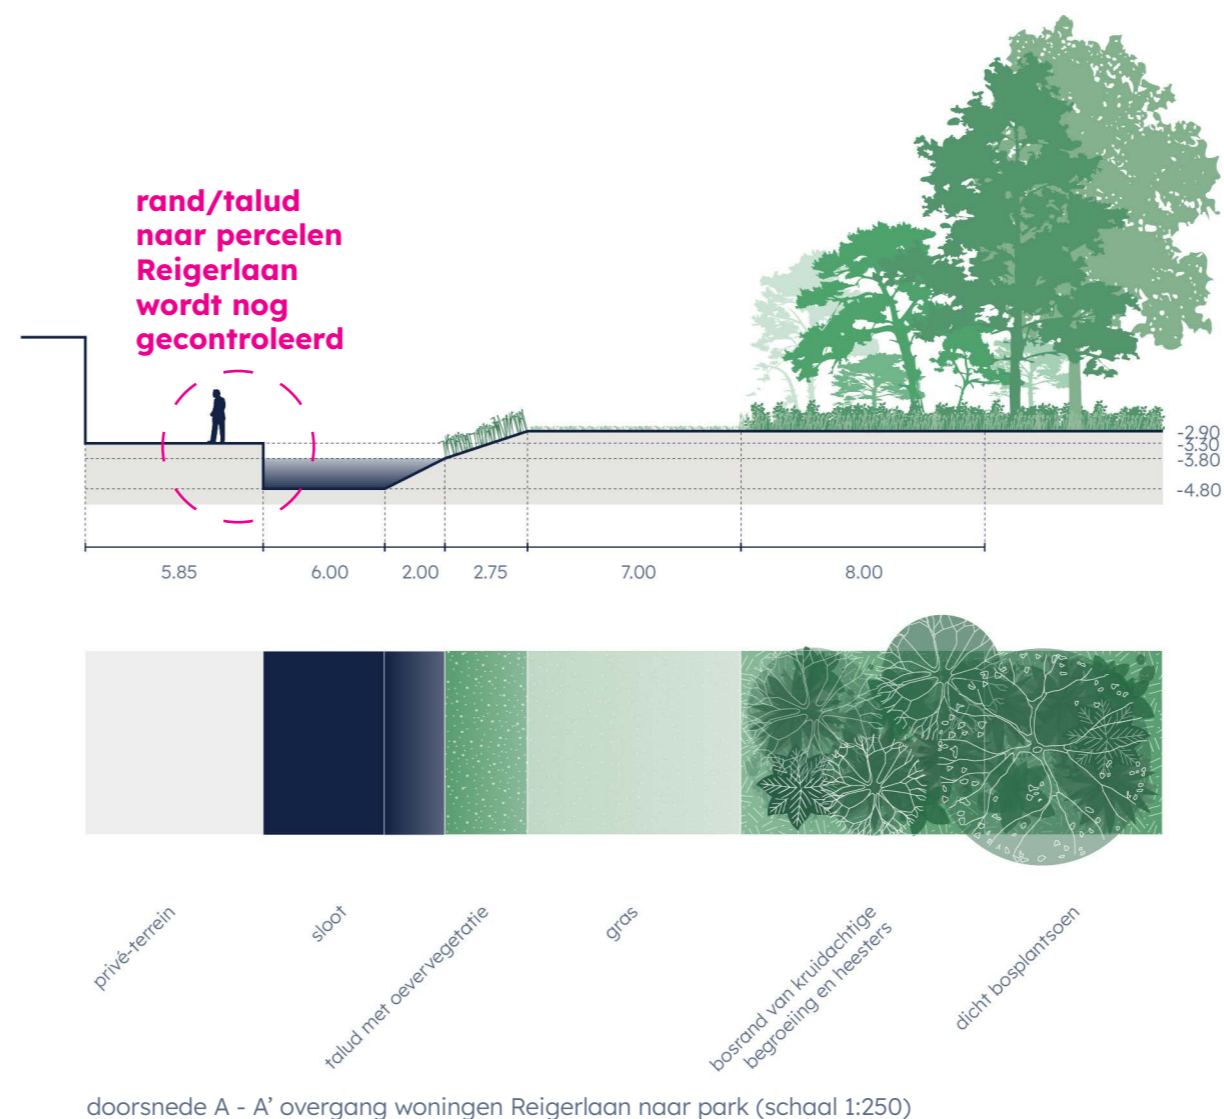 rand/talud
naar percelen
Reigerlaan
wordt nog
gecontroleerd
-2.90
-3.30
-3.80
-4.80
5.85
6.00
2.00
2.75
7.00
8.00
privé-terrein
sloot
talud met oevervegetatie
gras
bosrand van kruidachtige
begroeiing en heesters
dicht bosplantsoen
doorsnede A - A’ overgang woningen Reigerlaan naar park (schaal 1:250)